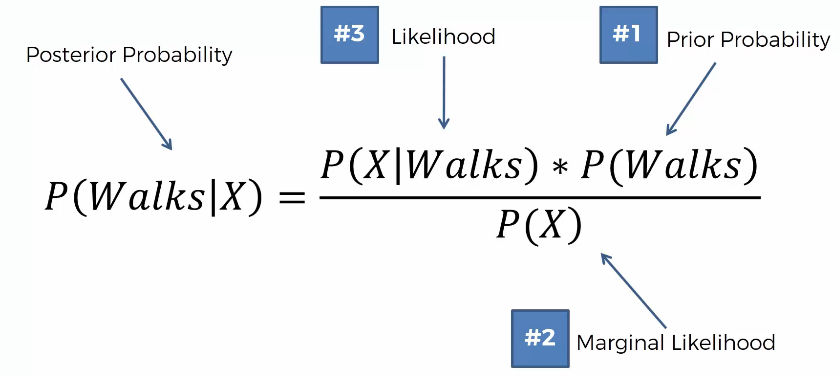 #3 Likelihood
#1 Prior Probability
Posterior Probability
P(Walks|X) = P(X|Walks) * P(Walks)
P(X)
#2 Marginal Likelihood